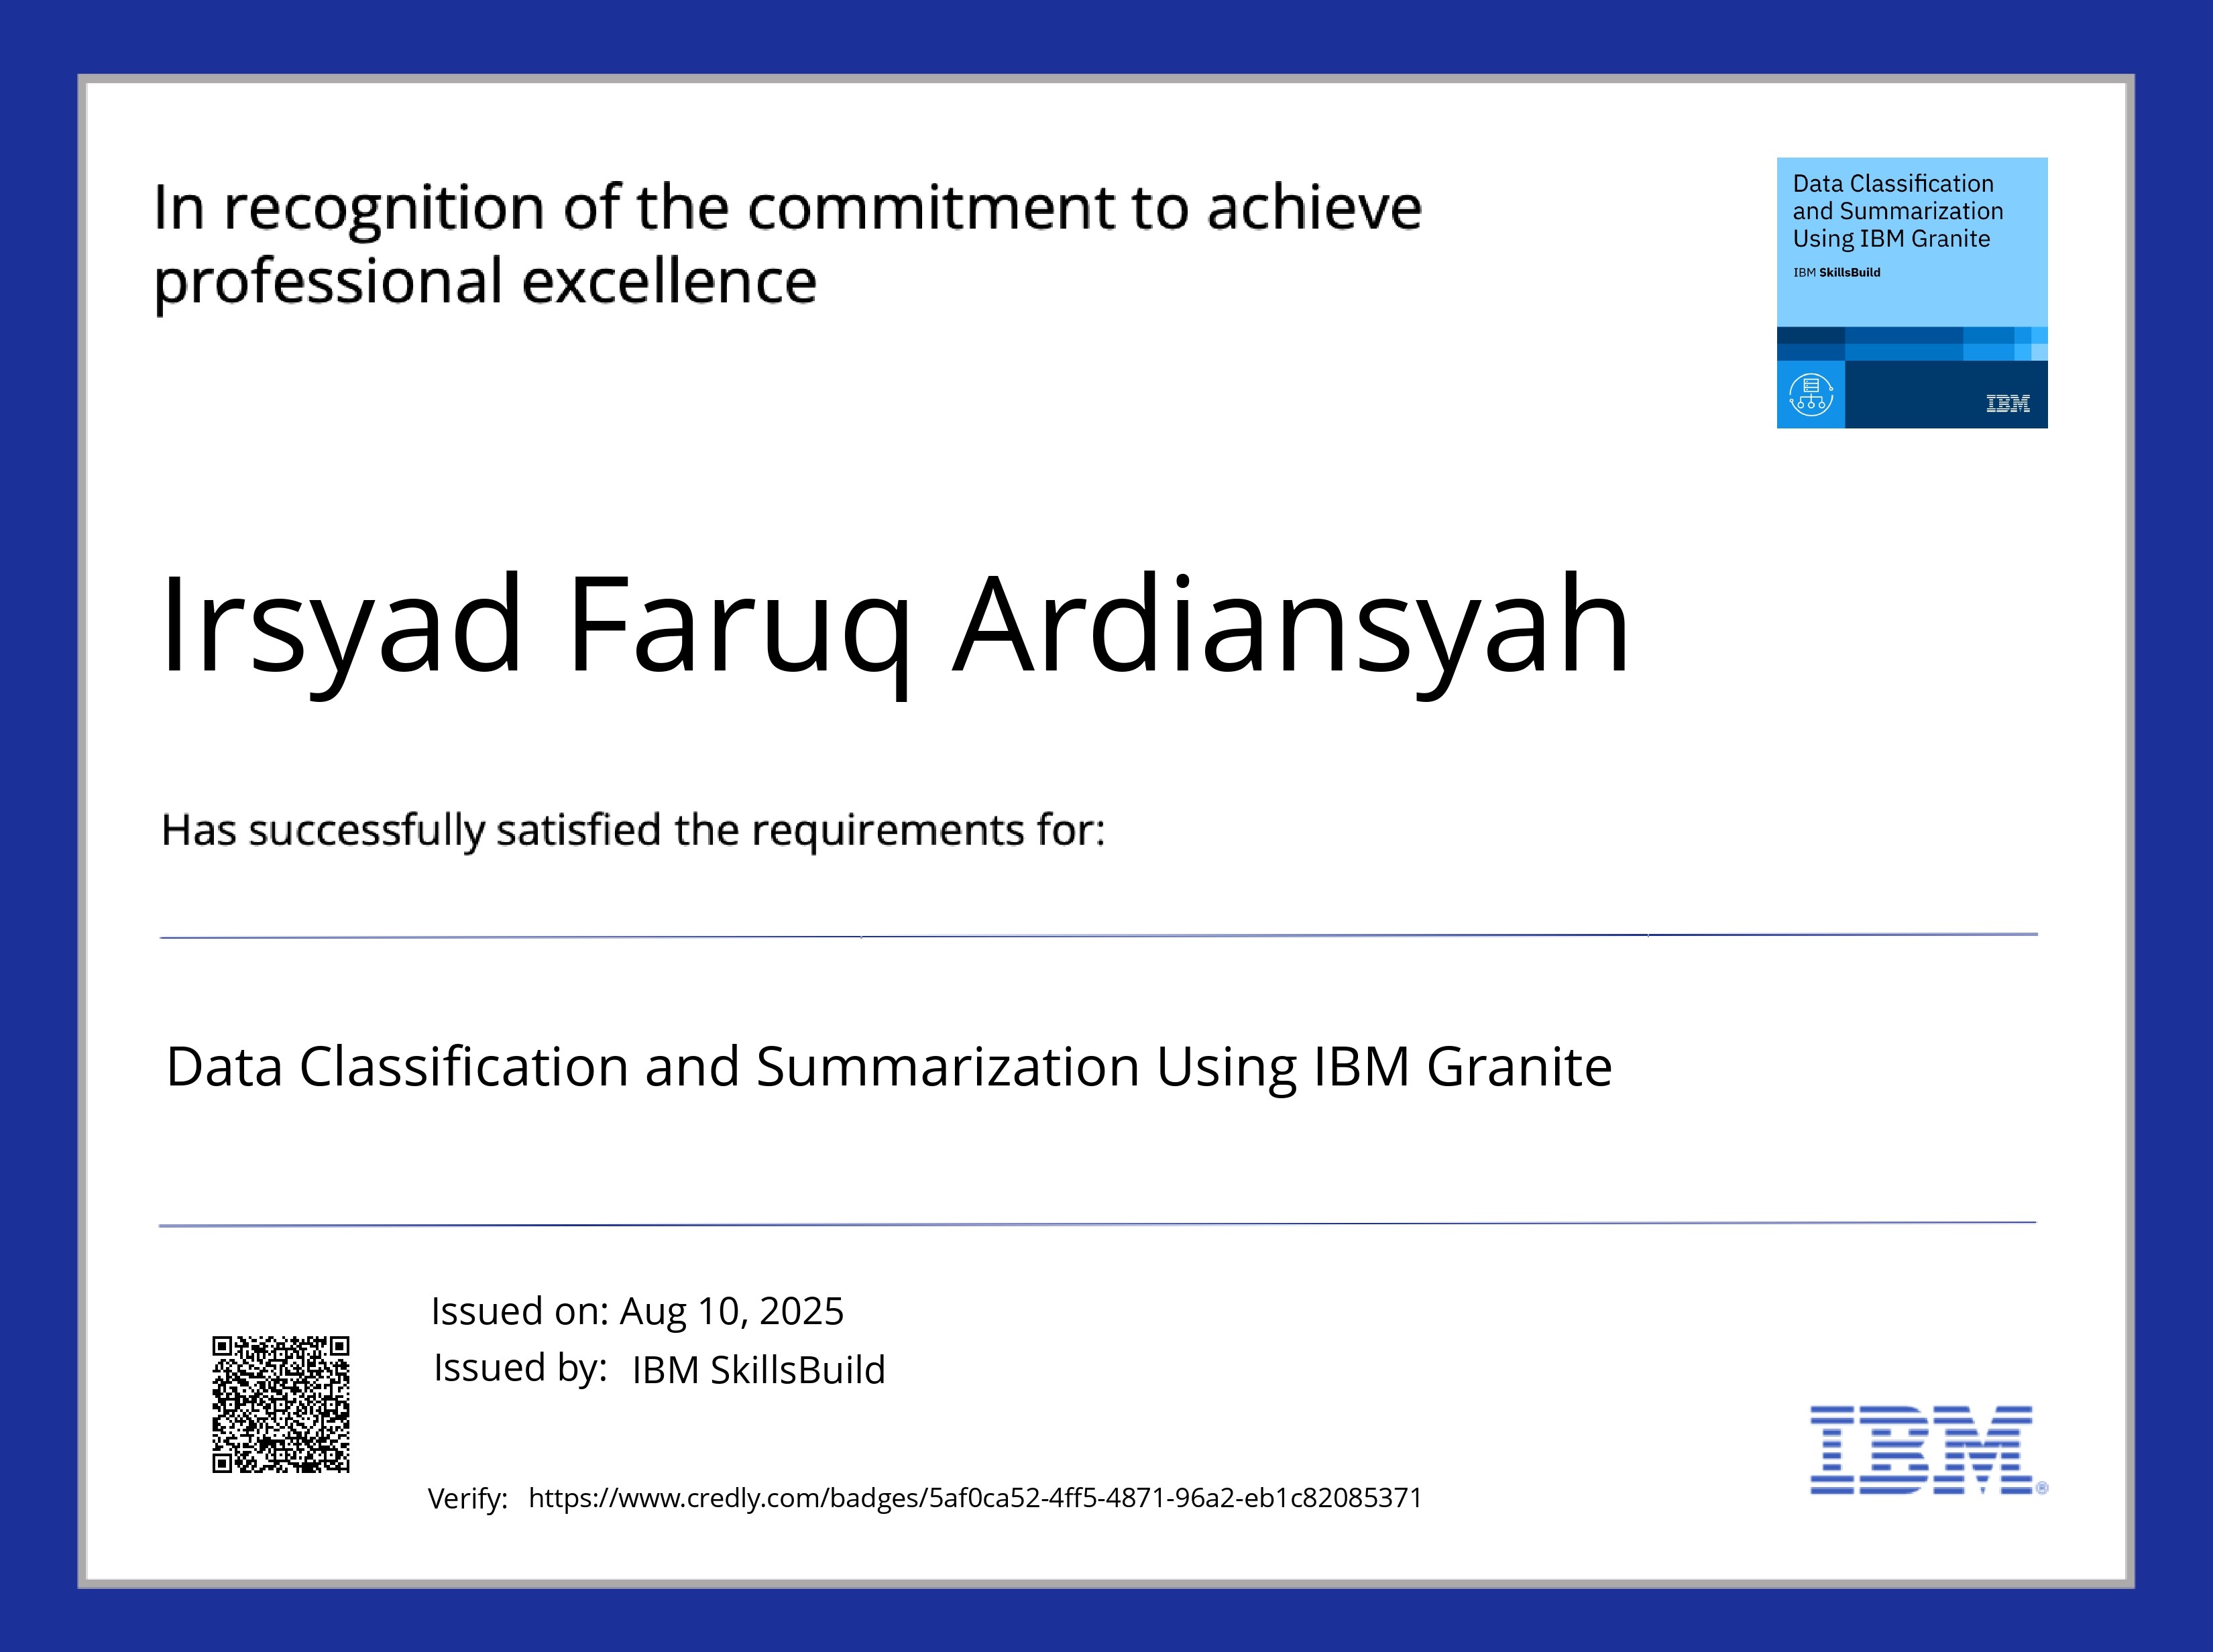 In recognition of the commitment to achieve
professional excellence
Data Classification
and Summarization
Using IBM Granite
IBM SkillsBuild
IBM
Irsyad Faruq Ardiansyah
Has successfully satisfied the requirements for:
Data Classification and Summarization Using IBM Granite
Issued on: Aug 10, 2025
Issued by: IBM SkillsBuild
Verify: https://www.credly.com/badges/5af0ca52-4ff5-4871-96a2-eb1c82085371
IBM®